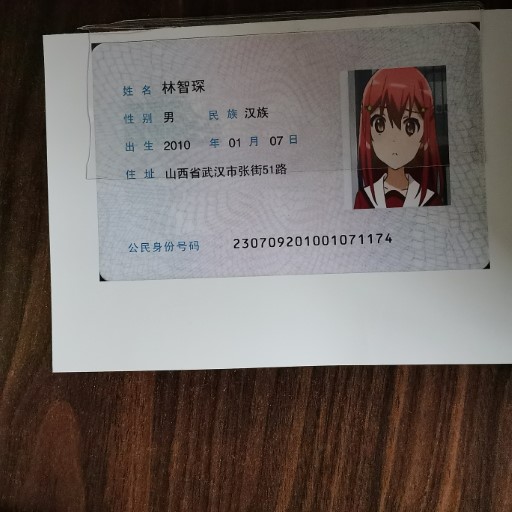 姓名 林智琛
性别 男 民族 汉族
出生 2010 年 01 月 07 日
住址 山西省武汉市张街51路
公民身份号码 230709201001071174